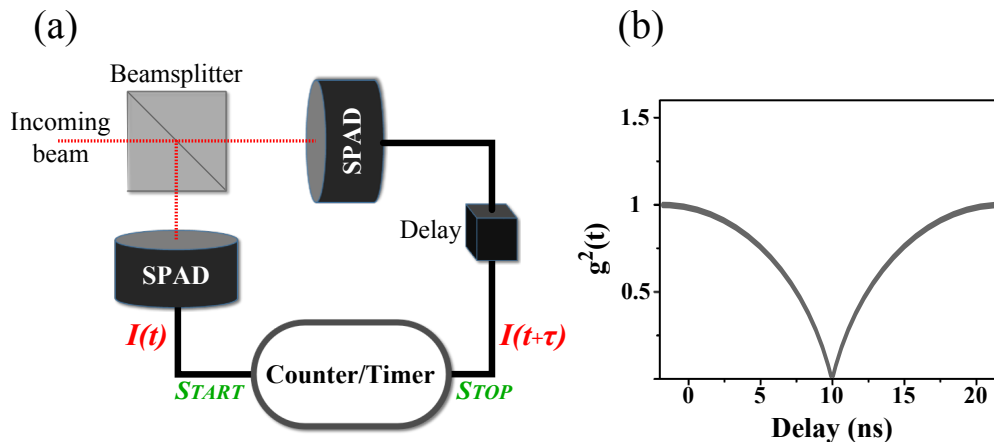 (a)
Beamsplitter
Incoming
beam
SPAD
SPAD
Delay
I(t)
I(t+τ)
START
Counter/Timer
STOP
(b)
g²(t)
1.5
1
0.5
0
5
10
15
20
Delay (ns)